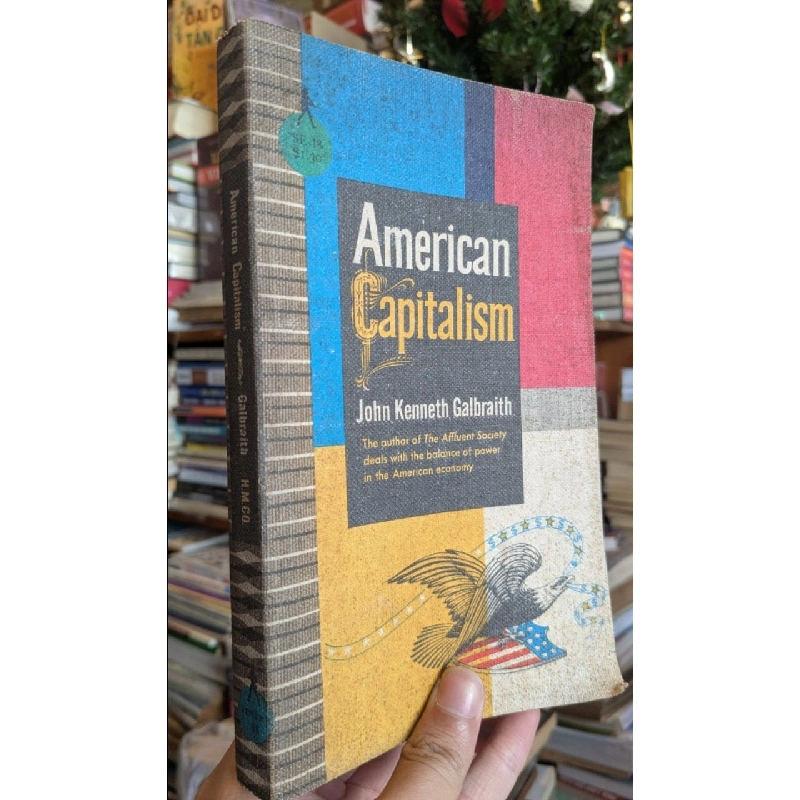 American
Capitalism
John Kenneth Galbraith
The author of The Affluent Society
deals with the balance of power
in the American economy
American Capitalism Galbraith H.M.CO.